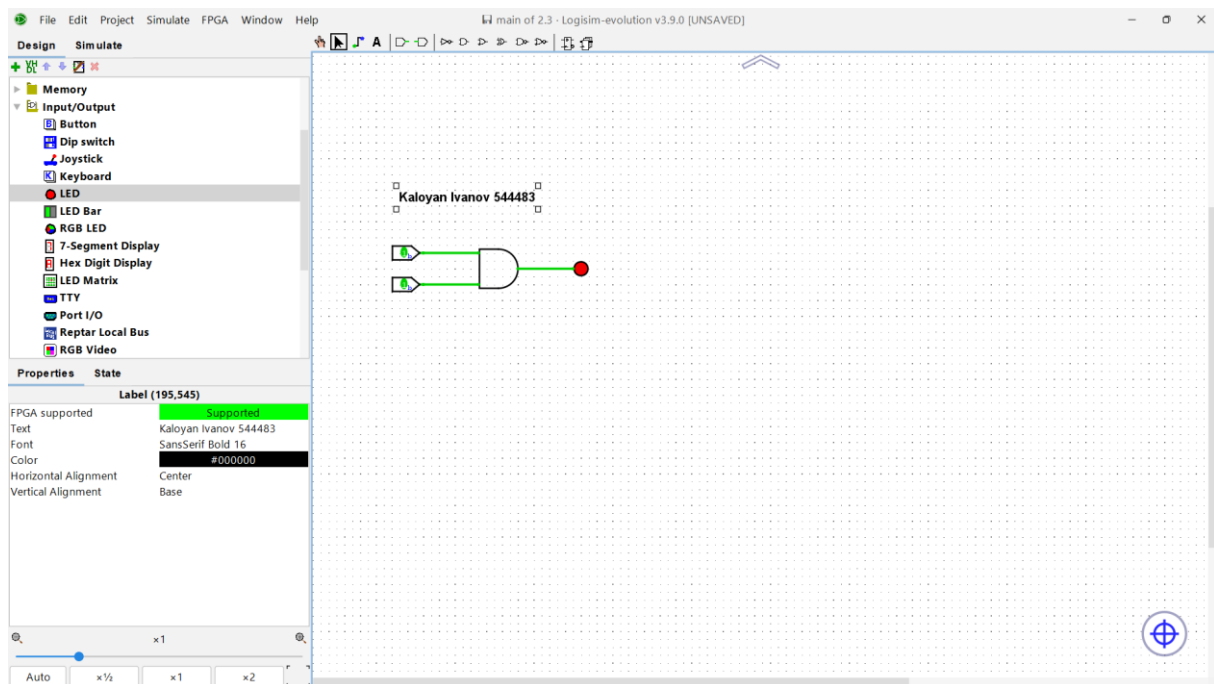 File Edit Project Simulate FPGA Window Help
main of 2.3 · Logisim-evolution v3.9.0 [UNSAVED]
Design Simulate
A
VH
DL
Memory
Input/Output
Button
Dip switch
Joystick
Keyboard
LED
LED Bar
RGB LED
7-Segment Display
Hex Digit Display
LED Matrix
TTY
Port I/O
Reptar Local Bus
RGB Video
Kaloyan Ivanov 544483
Properties State
Label (195,545)
FPGA supported Supported
Text Kaloyan Ivanov 544483
Font SansSerif Bold 16
Color #000000
Horizontal Alignment Center
Vertical Alignment Base
×1
Auto ×½ ×1 ×2